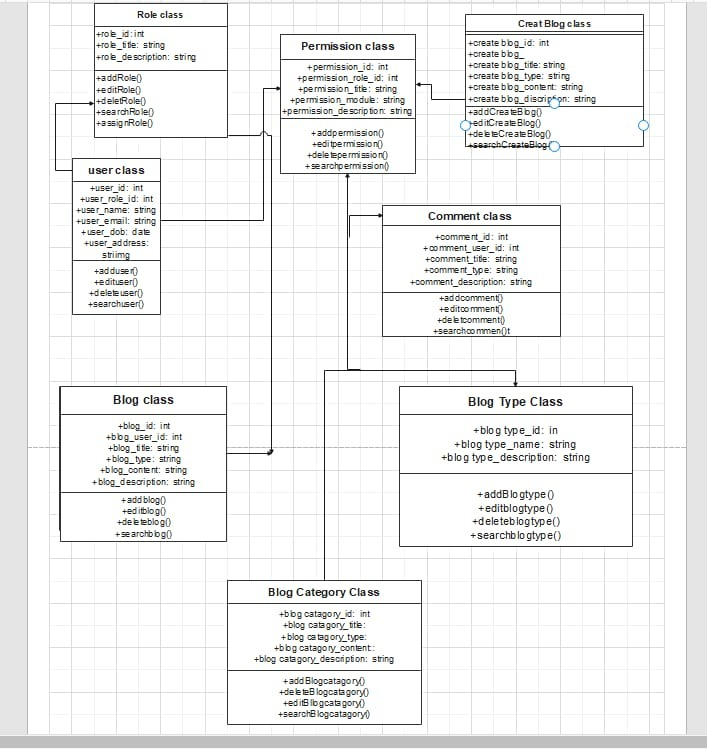 Role class
+role_id: int
+role_title: string
+role_description: string
+addRole()
+editRole()
+deletRole()
+searchRole()
+assignRole()
Permission class
+permission_id: int
+permission_role_id: int
+permission_title: string
+permission_module: string
+permission_description: string
+addpermission()
+editpermission()
+deletepermission()
+searchpermission()
Creat Blog class
+create blog_id: int
+create blog_
+create blog_title: string
+create blog_type: string
+create blog_content: string
+create blog_discription: string
+addCreateBlog()
+editCreateBlog()
+deleteCreateBlog()
+searchCreateBlog()
user class
+user_id: int
+user_role_id: int
+user_name: string
+user_email: string
+user_dob: date
+user_address:
striimg
+adduser()
+edituser()
+deleteuser()
+searchuser()
Comment class
+comment_id: int
+comment_user_id: int
+comment_title: string
+comment_type: string
+comment_description: string
+addcomment()
+editcomment()
+deletcomment()
+searchcommen()t
Blog class
+blog_id: int
+blog_user_id: int
+blog_title: string
+blog_type: string
+blog_content: string
+blog_description: string
+addblog()
+editblog()
+deleteblog()
+searchblog()
Blog Type Class
+blog type_id: in
+blog type_name: string
+blog type_description: string
+addBlogtype()
+editblogtype()
+deleteblogtype()
+searchblogtype()
Blog Category Class
+blog catagory_id: int
+blog catagory_title:
+blog catagory_type:
+blog catagory_content:
+blog catagory_description: string
+addBlogcatagory()
+deleteBlogcatagory()
+editBlogcatagory()
+searchBlogcatagory()